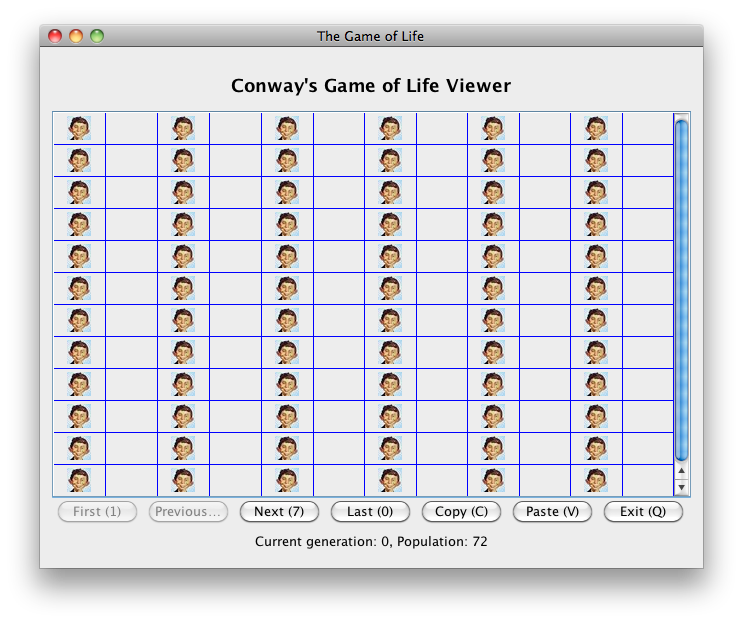 The Game of Life
Conway's Game of Life Viewer
First (1) Previous... Next (7) Last (0) Copy (C) Paste (V) Exit (Q)
Current generation: 0, Population: 72